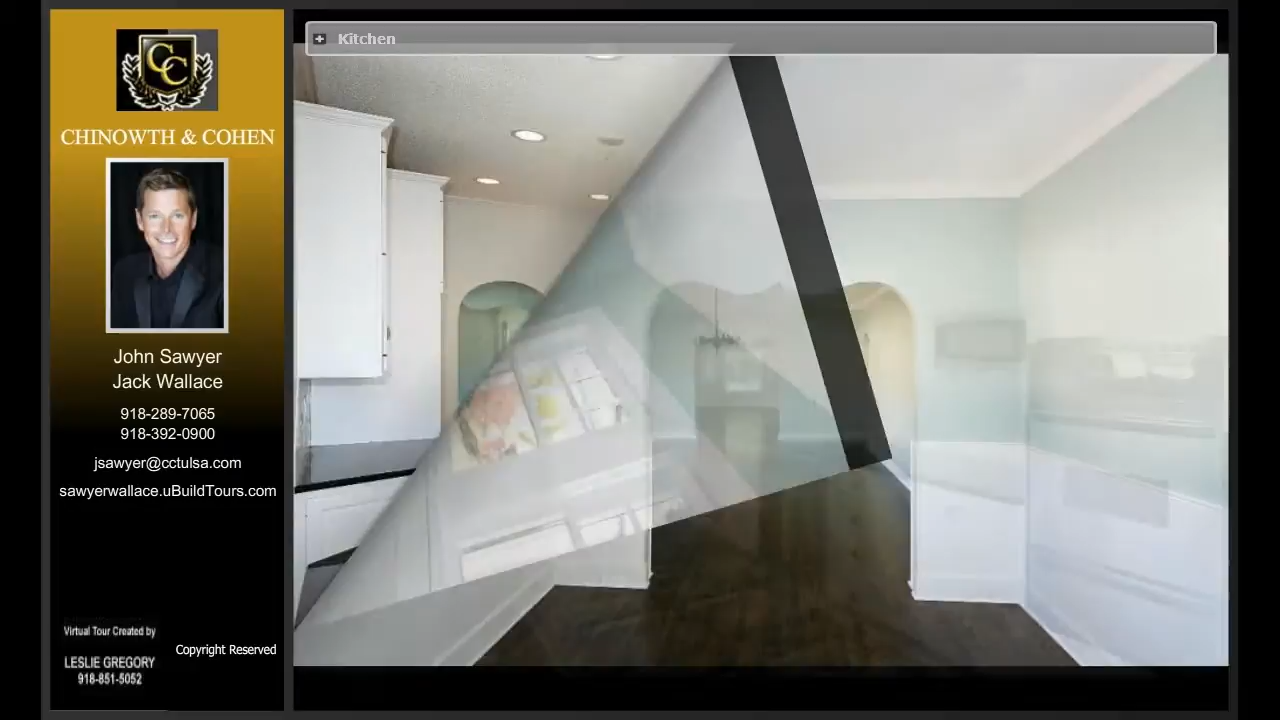 Kitchen
CC
CHINOWTH & COHEN
John Sawyer
Jack Wallace
918-289-7065
918-392-0900
jsawyer@cctulsa.com
sawyerwallace.uBuildTours.com
Virtual Tour Created by
LESLIE GREGORY
918-851-5052
Copyright Reserved